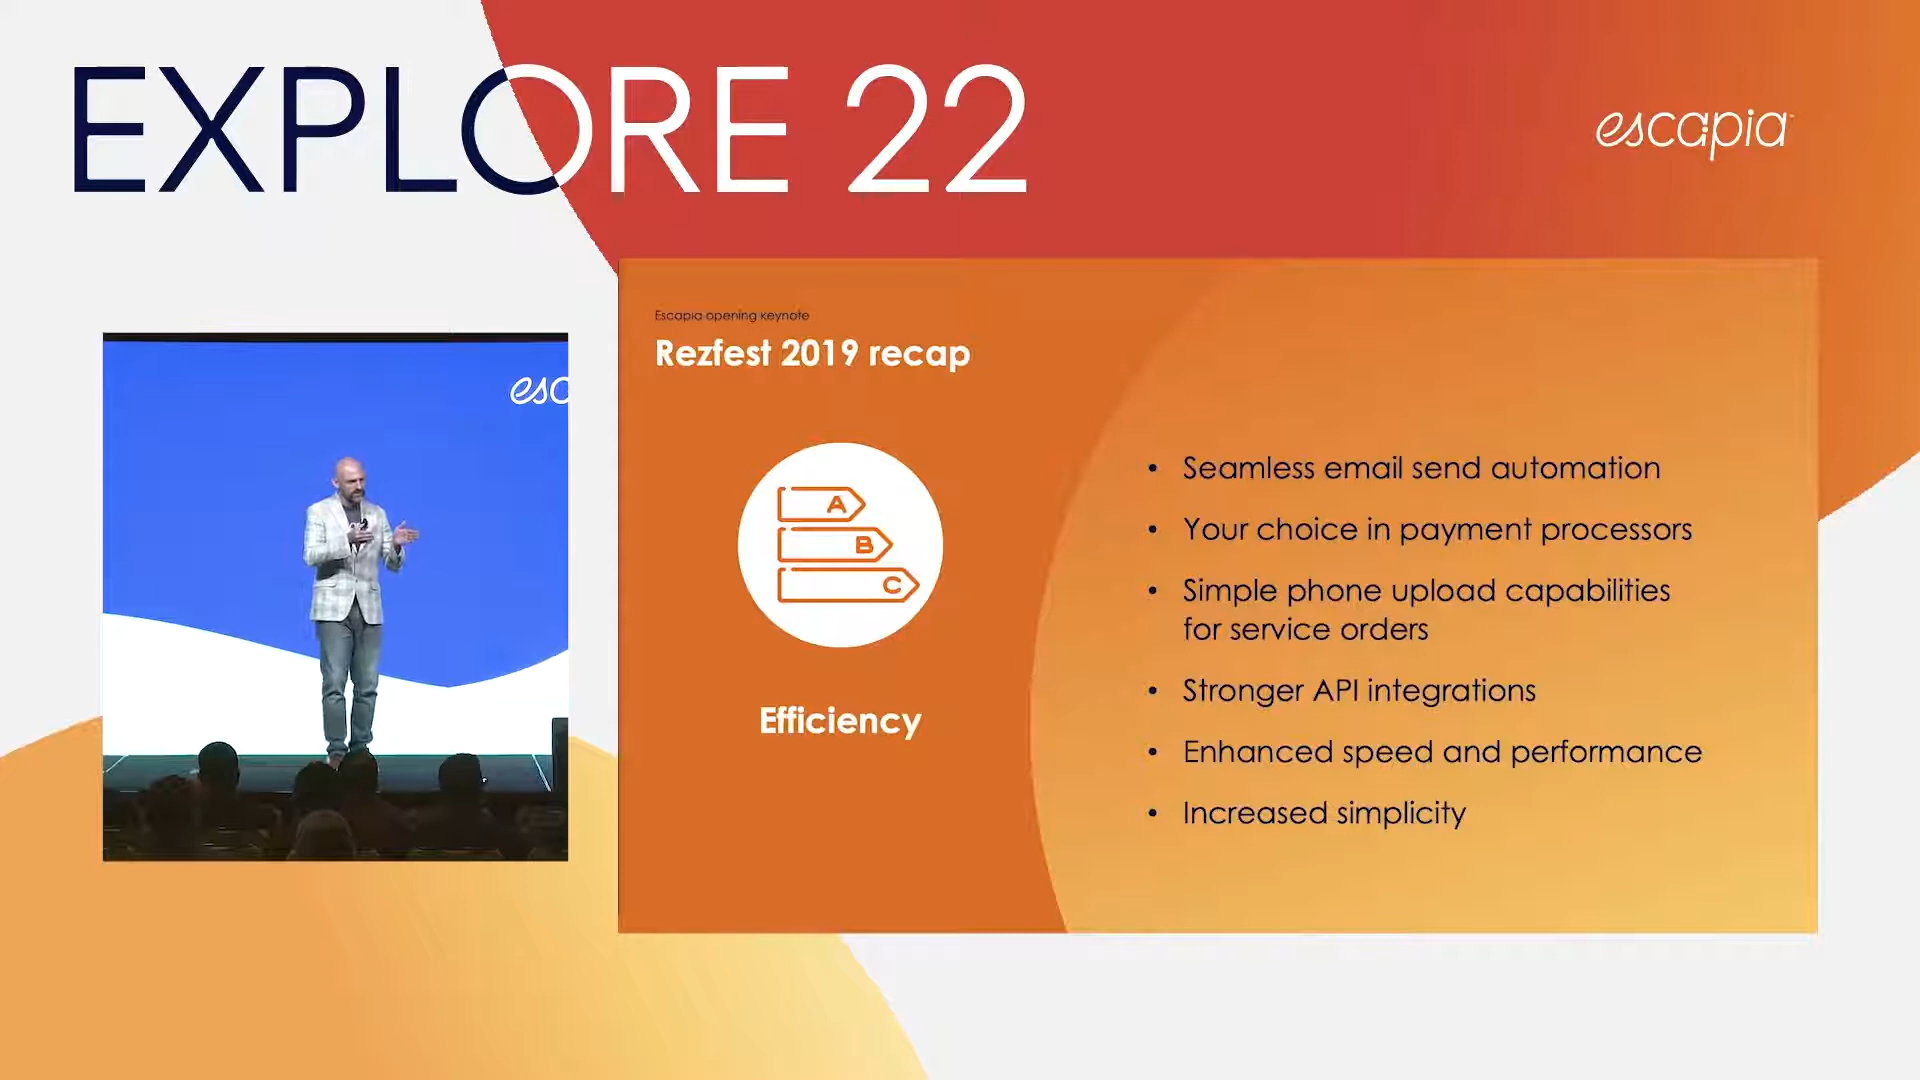 EXPLORE 22
escapia
esc
Escapia opening keynote
Rezfest 2019 recap
A
B
C
Efficiency
• Seamless email send automation
• Your choice in payment processors
• Simple phone upload capabilities
for service orders
• Stronger API integrations
• Enhanced speed and performance
• Increased simplicity